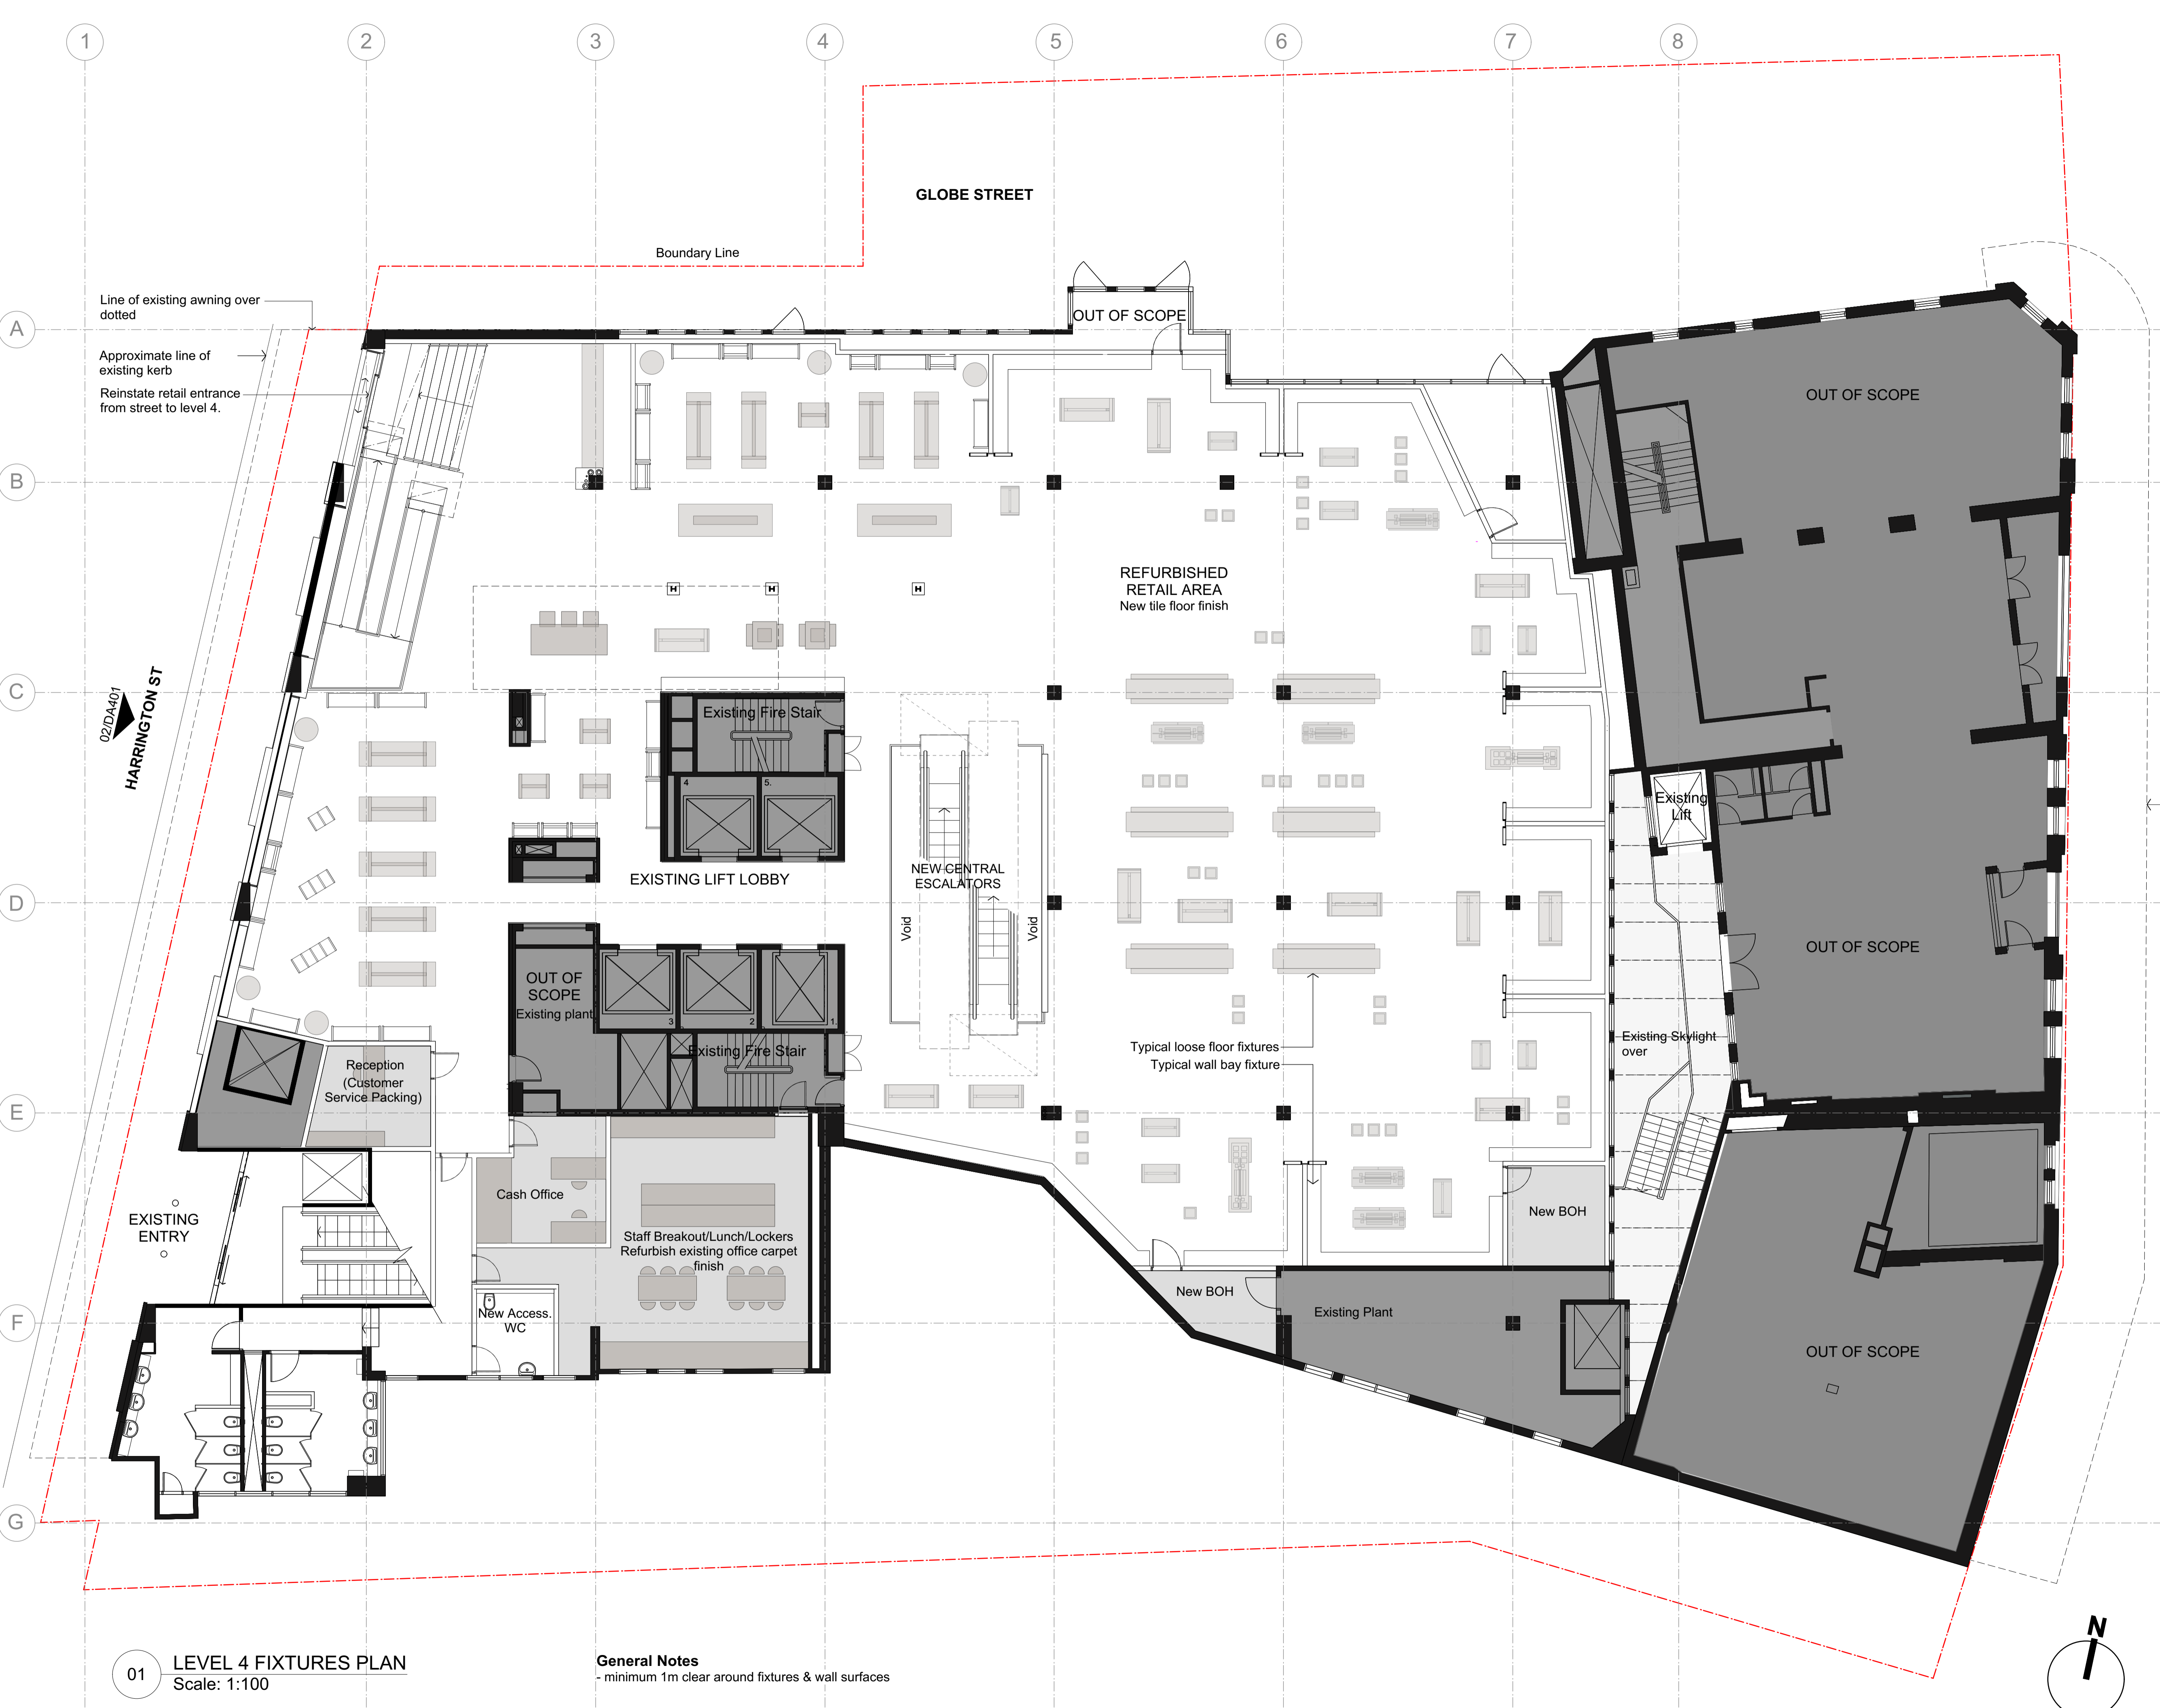 1
2
3
4
5
6
7
8
GLOBE STREET
Boundary Line
Line of existing awning over
dotted
OUT OF SCOPE
A
Approximate line of
existing kerb
Reinstate retail entrance
from street to level 4.
OUT OF SCOPE
B
REFURBISHED
RETAIL AREA
New tile floor finish
H
H
H
C
02/DA401
HARRINGTON ST
Existing Fire Stair
4
5.
Existing
Lift
EXISTING LIFT LOBBY
NEW CENTRAL
ESCALATORS
D
Void
Void
OUT OF SCOPE
OUT OF
SCOPE
Existing plant
3
2
1.
Existing Fire Stair
Typical loose floor fixtures
Typical wall bay fixture
Existing Skylight
over
Reception
(Customer
Service Packing)
E
Cash Office
New BOH
EXISTING
ENTRY
Staff Breakout/Lunch/Lockers
Refurbish existing office carpet
finish
New BOH
Existing Plant
New Access.
WC
F
OUT OF SCOPE
G
N
01
LEVEL 4 FIXTURES PLAN
Scale: 1:100
General Notes
- minimum 1m clear around fixtures & wall surfaces